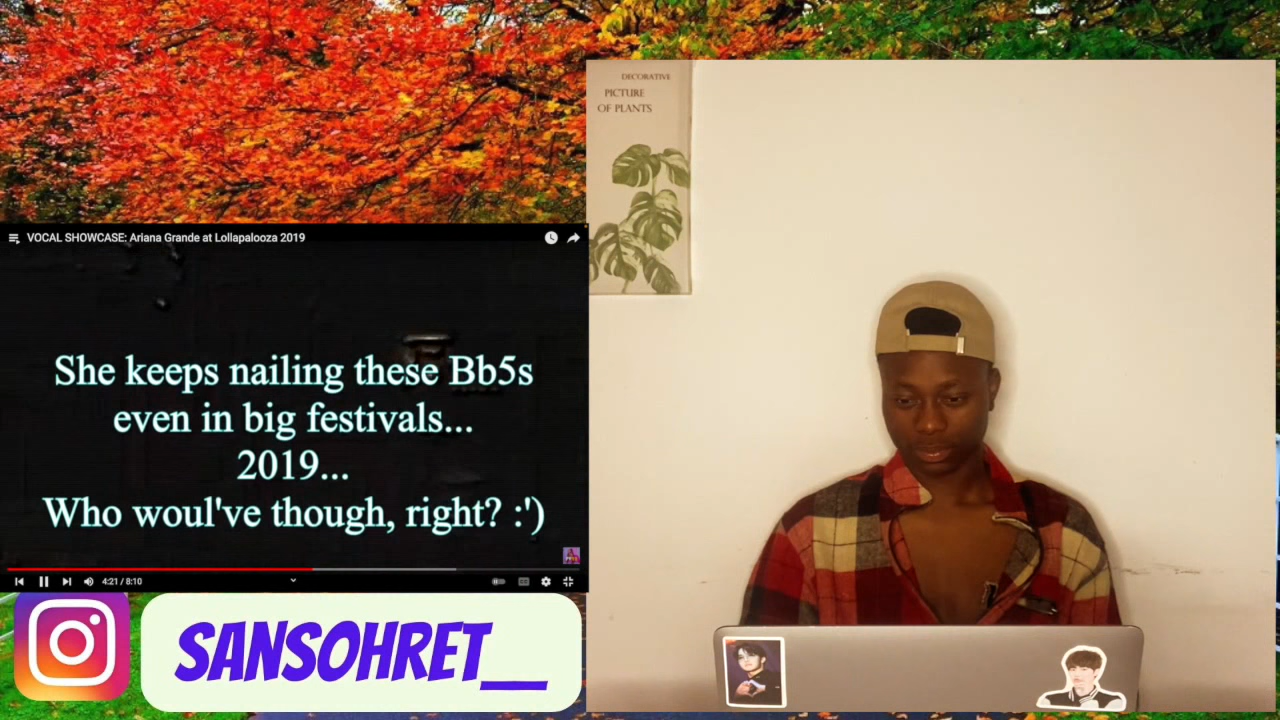 DECORATIVE
PICTURE
OF PLANTS
VOCAL SHOWCASE: Ariana Grande at Lollapalooza 2019
She keeps nailing these Bb5s
even in big festivals...
2019...
Who woul've though, right? :')
4:21 / 8:10
SANSOHRET__